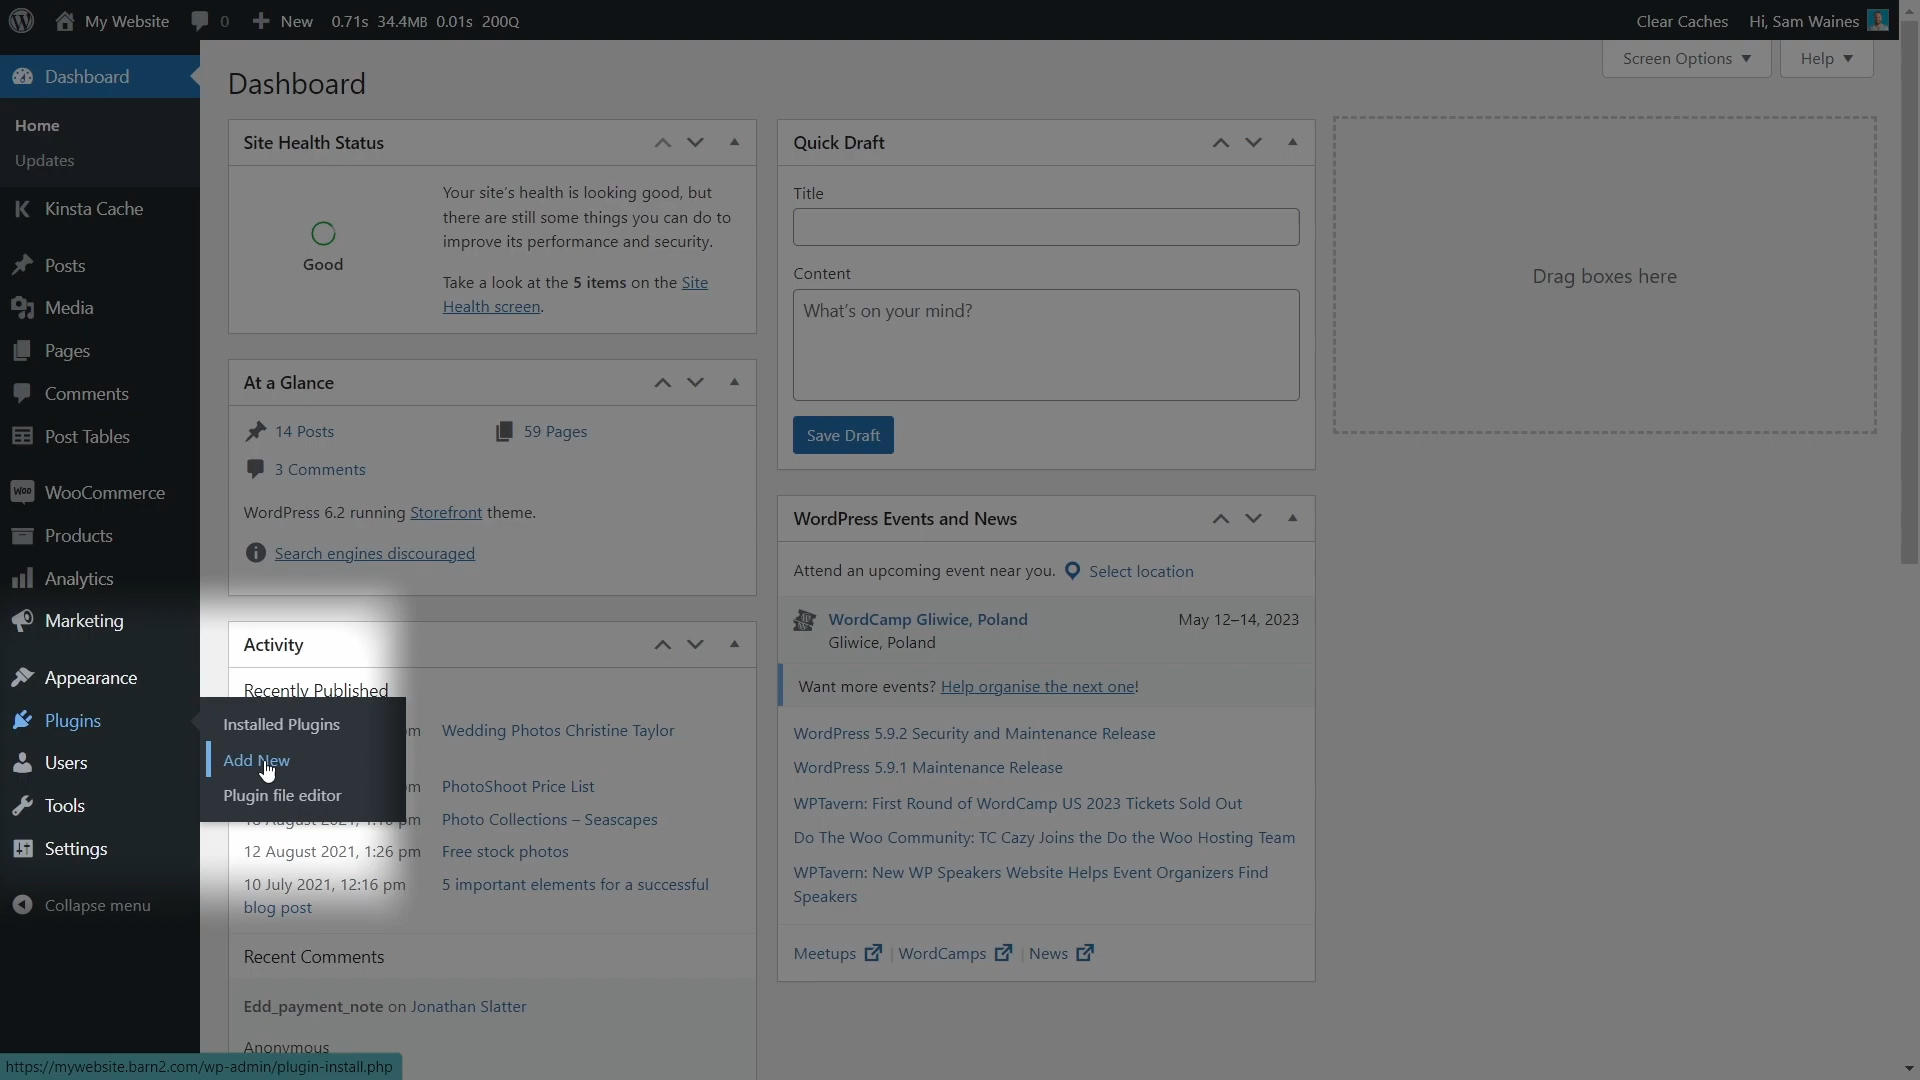 My Website 0 New 0.71s 34.4MB 0.01s 200Q Clear Caches Hi, Sam Waines
Screen Options Help
Dashboard
Home
Updates
Kinsta Cache
Posts
Media
Pages
Comments
Post Tables
Woo WooCommerce
Products
Analytics
Marketing
Appearance
Plugins
Users
Tools
Settings
Collapse menu
Installed Plugins
Add New
Plugin file editor
Dashboard
Site Health Status
Good
Your site's health is looking good, but
there are still some things you can do to
improve its performance and security.
Take a look at the 5 items on the Site
Health screen.
At a Glance
14 Posts 59 Pages
3 Comments
WordPress 6.2 running Storefront theme.
Search engines discouraged
Activity
Recently Published
Wedding Photos Christine Taylor
PhotoShoot Price List
pm Photo Collections – Seascapes
12 August 2021, 1:26 pm Free stock photos
10 July 2021, 12:16 pm 5 important elements for a successful
blog post
Recent Comments
Edd_payment_note on Jonathan Slatter
Anonymous
Quick Draft
Title
Content
What's on your mind?
Save Draft
WordPress Events and News
Attend an upcoming event near you. Select location
WordCamp Gliwice, Poland May 12–14, 2023
Gliwice, Poland
Want more events? Help organise the next one!
WordPress 5.9.2 Security and Maintenance Release
WordPress 5.9.1 Maintenance Release
WPTavern: First Round of WordCamp US 2023 Tickets Sold Out
Do The Woo Community: TC Cazy Joins the Do the Woo Hosting Team
WPTavern: New WP Speakers Website Helps Event Organizers Find
Speakers
Meetups | WordCamps | News
Drag boxes here
https://mywebsite.barn2.com/wp-admin/plugin-install.php